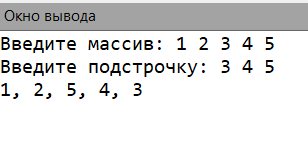 Окно вывода
Введите массив: 1 2 3 4 5
Введите подстрочку: 3 4 5
1, 2, 5, 4, 3